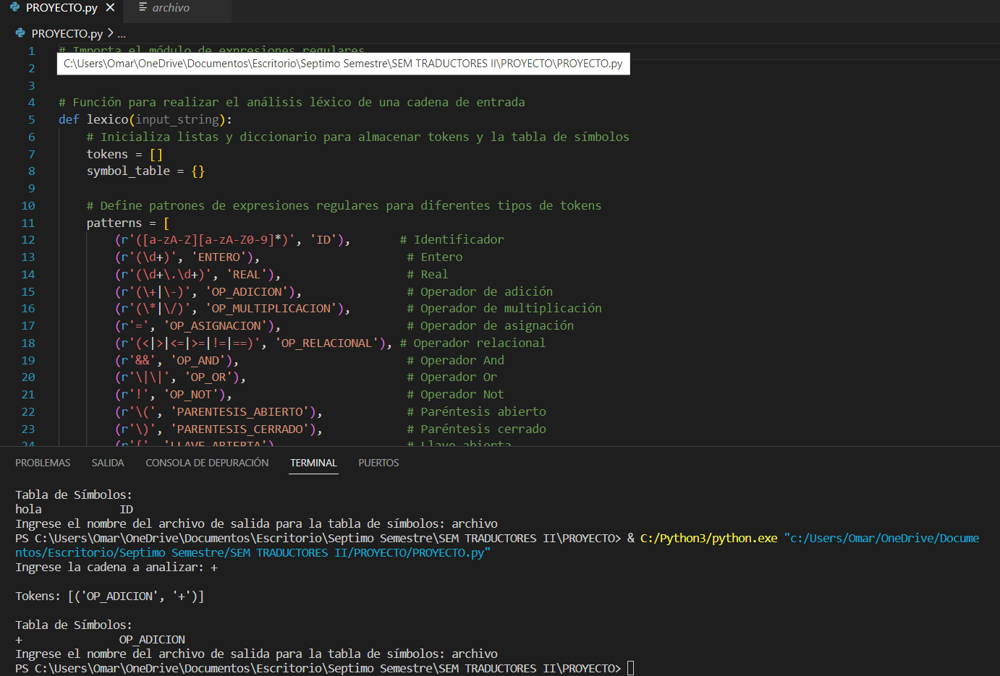 PROYECTO.py
archivo
PROYECTO.py > ...
1 # Importa el módulo de expresiones regulares
C:\Users\Omar\OneDrive\Documentos\Escritorio\Septimo Semestre\SEM TRADUCTORES II\PROYECTO\PROYECTO.py
2
3
4 # Función para realizar el análisis léxico de una cadena de entrada
5 def lexico(input_string):
6 # Inicializa listas y diccionario para almacenar tokens y la tabla de símbolos
7 tokens = []
8 symbol_table = {}
9
10 # Define patrones de expresiones regulares para diferentes tipos de tokens
11 patterns = [
12 (r'([a-zA-Z][a-zA-Z0-9]*)', 'ID'), # Identificador
13 (r'(\d+)', 'ENTERO'), # Entero
14 (r'(\d+\.\d+)', 'REAL'), # Real
15 (r'(\+|\-)', 'OP_ADICION'), # Operador de adición
16 (r'(\*|\/)', 'OP_MULTIPLICACION'), # Operador de multiplicación
17 (r'=', 'OP_ASIGNACION'), # Operador de asignación
18 (r'(<|>|<=|>=|!=|==)', 'OP_RELACIONAL'), # Operador relacional
19 (r'&&', 'OP_AND'), # Operador And
20 (r'\|\|', 'OP_OR'), # Operador Or
21 (r'!', 'OP_NOT'), # Operador Not
22 (r'\(', 'PARENTESIS_ABIERTO'), # Paréntesis abierto
23 (r'\)', 'PARENTESIS_CERRADO'), # Paréntesis cerrado
24 (r'{', 'LLAVE_ABIERTA') # Llave abierta
PROBLEMAS SALIDA CONSOLA DE DEPURACIÓN TERMINAL PUERTOS
Tabla de Símbolos:
hola ID
Ingrese el nombre del archivo de salida para la tabla de símbolos: archivo
PS C:\Users\Omar\OneDrive\Documentos\Escritorio\Septimo Semestre\SEM TRADUCTORES II\PROYECTO> & C:/Python3/python.exe "c:/Users/Omar/OneDrive/Docume
ntos/Escritorio/Septimo Semestre/SEM TRADUCTORES II/PROYECTO/PROYECTO.py"
Ingrese la cadena a analizar: +
Tokens: [('OP_ADICION', '+')]
Tabla de Símbolos:
+ OP_ADICION
Ingrese el nombre del archivo de salida para la tabla de símbolos: archivo
PS C:\Users\Omar\OneDrive\Documentos\Escritorio\Septimo Semestre\SEM TRADUCTORES II\PROYECTO>